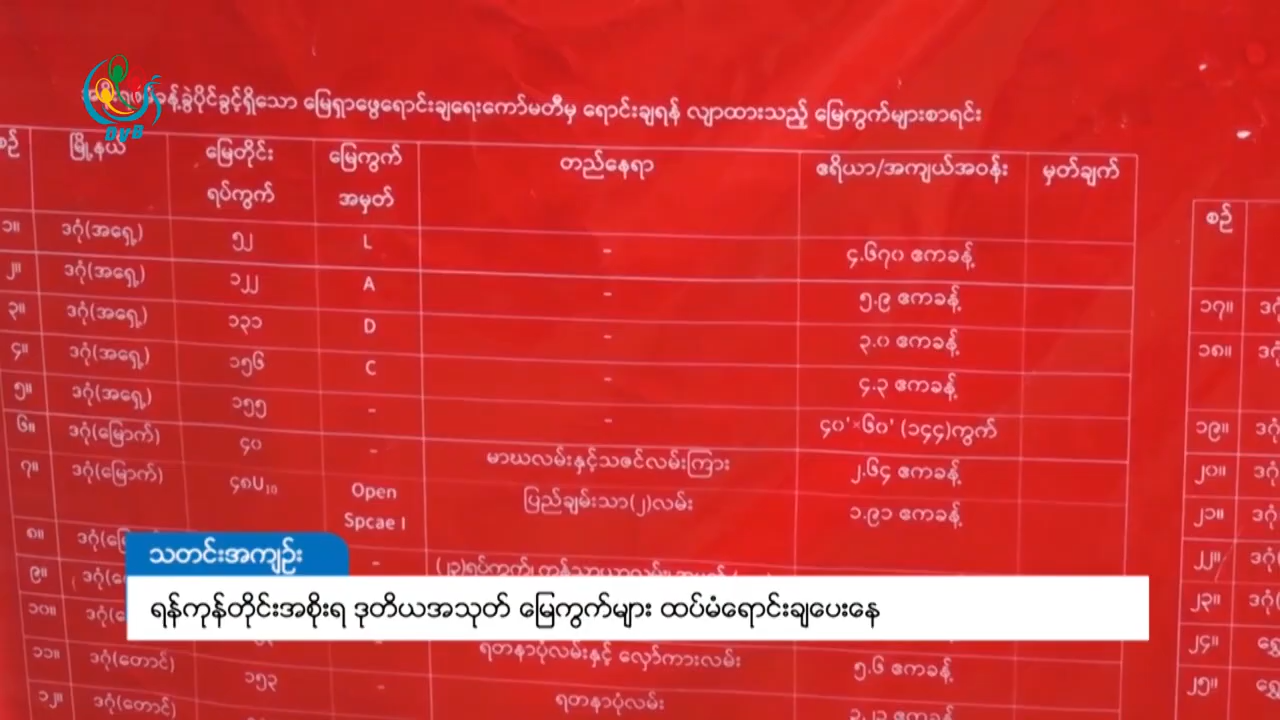 DVB
ခွဲပိုင်ခွင့်ရှိသော မြေရှာဖွေရောင်းချရေးကော်မတီမှ ရောင်းချရန် လျာထားသည့် မြေကွက်များစာရင်း
စဉ် မြို့နယ် မြေတိုင်းရပ်ကွက် မြေကွက်အမှတ် တည်နေရာ ဧရိယာ/အကျယ်အဝန်း မှတ်ချက်
၁။ ဒဂုံ(အရှေ့) ၅၂ L - ၄.၆၇၀ ဧကခန့်
၂။ ဒဂုံ(အရှေ့) ၁၂၂ A - ၅.၉ ဧကခန့်
၃။ ဒဂုံ(အရှေ့) ၁၃၁ D - ၃.၀ ဧကခန့်
၄။ ဒဂုံ(အရှေ့) ၁၅၆ C - ၄.၃ ဧကခန့်
၅။ ဒဂုံ(အရှေ့) ၁၅၅ - - ၄၀'×၆၀' (၁၄၄)ကွက်
၆။ ဒဂုံ(မြောက်) ၄၀ - မာဃလမ်းနှင့်သဇင်လမ်းကြား ၂.၆၄ ဧကခန့်
၇။ ဒဂုံ(မြောက်) ၄၈ပ₁₀ Open Spcae I ပြည်ချမ်းသာ(၂)လမ်း ၁.၉၁ ဧကခန့်
၈။ ဒဂုံ -
၉။ ဒဂုံ
၁၀။ ဒဂုံ
၁၁။ ဒဂုံ(တောင်) ၁၅၃ - ရတနာပုံလမ်းနှင့် လှော်ကားလမ်း ၅.၆ ဧကခန့်
၁၂။ ဒဂုံ(တောင်) ရတနာပုံလမ်း
စဉ်
၁၇။
၁၈။
၁၉။
၂၀။
၂၁။
၂၂။
၂၃။
၂၄။
၂၅။
သတင်းအကျဉ်း
ရန်ကုန်တိုင်းအစိုးရ ဒုတိယအသုတ် မြေကွက်များ ထပ်မံရောင်းချပေးနေ